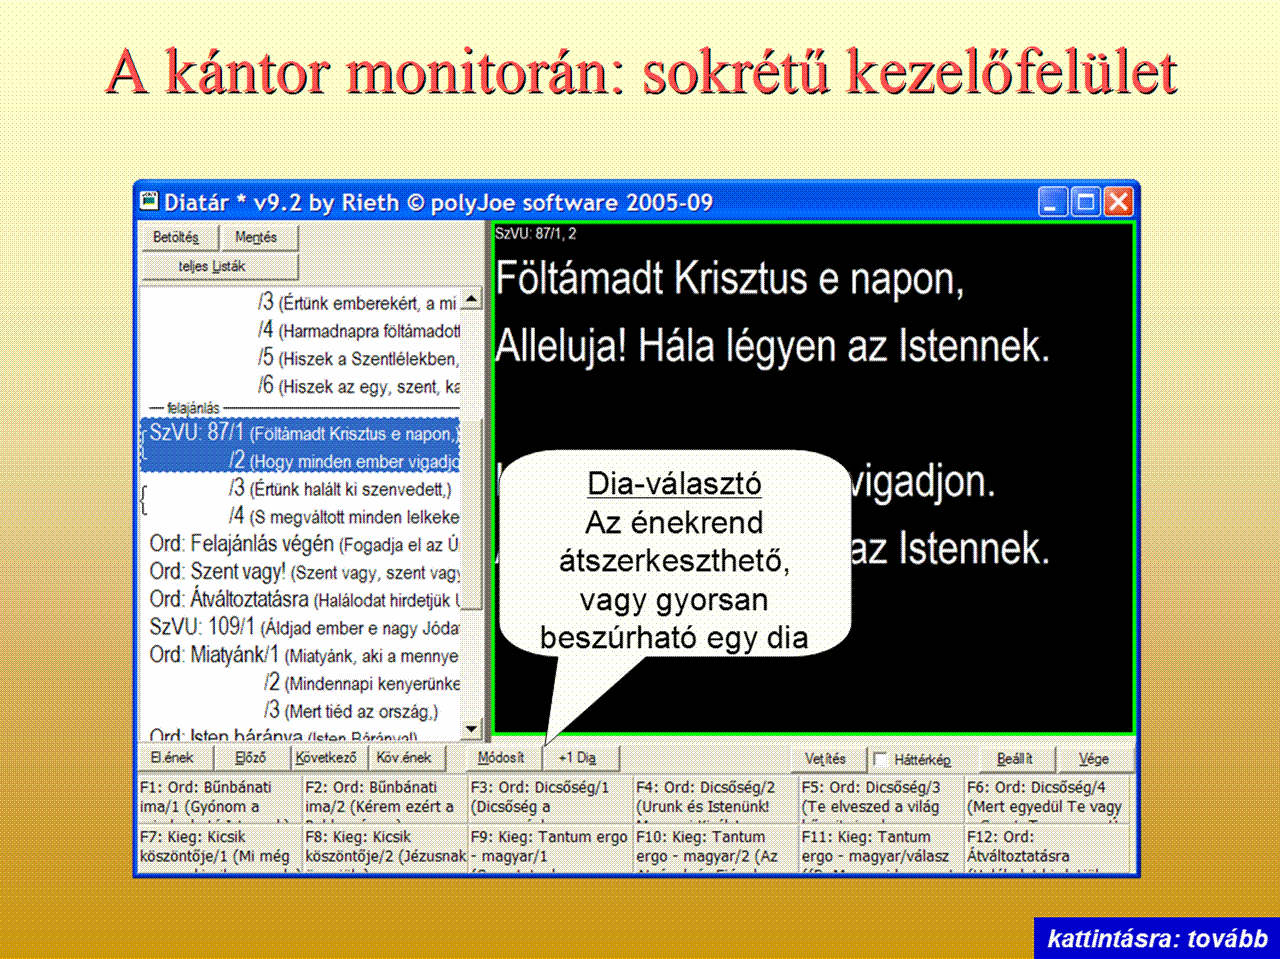 A kántor monitorán: sokrétű kezelőfelület
Diatár * v9.2 by Rieth © polyJoe software 2005-09
Betöltés Mentés
teljes Listák
/3 (Értünk emberekért, a mi
/4 (Harmadnapra föltámadott
/5 (Hiszek a Szentlélekben,
/6 (Hiszek az egy, szent, ka
felajánlás
SzVU: 87/1 (Föltámadt Krisztus e napon,)
/2 (Hogy minden ember vigadjo
/3 (Értünk halált ki szenvedett,)
/4 (S megváltott minden lelkeke
Ord: Felajánlás végén (Fogadja el az Ú
Ord: Szent vagy! (Szent vagy, szent vagy
Ord: Átváltoztatásra (Halálodat hirdetjük
SzVU: 109/1 (Áldjad ember e nagy Jóda
Ord: Miatyánk/1 (Miatyánk, aki a mennye
/2 (Mindennapi kenyerünke
/3 (Mert tiéd az ország,)
Ord: Isten báránya (Isten Báránya!)
SzVU: 87/1, 2
Föltámadt Krisztus e napon,
Alleluja! Hála légyen az Istennek.
vigadjon.
az Istennek.
Dia-választó
Az énekrend
átszerkeszthető,
vagy gyorsan
beszúrható egy dia
El.ének Előző Következő Köv.ének Módosít +1 Dia Vetítés Háttérkép Beállít Vége
F1: Ord: Bűnbánati
ima/1 (Gyónom a
F2: Ord: Bűnbánati
ima/2 (Kérem ezért a
F3: Ord: Dicsőség/1
(Dicsőség a
F4: Ord: Dicsőség/2
(Urunk és Istenünk!
F5: Ord: Dicsőség/3
(Te elveszed a világ
F6: Ord: Dicsőség/4
(Mert egyedül Te vagy
F7: Kieg: Kicsik
köszöntője/1 (Mi még
F8: Kieg: Kicsik
köszöntője/2 (Jézusnak
F9: Kieg: Tantum ergo
- magyar/1
F10: Kieg: Tantum
ergo - magyar/2 (Az
F11: Kieg: Tantum
ergo - magyar/válasz
F12: Ord:
Átváltoztatásra
kattintásra: tovább